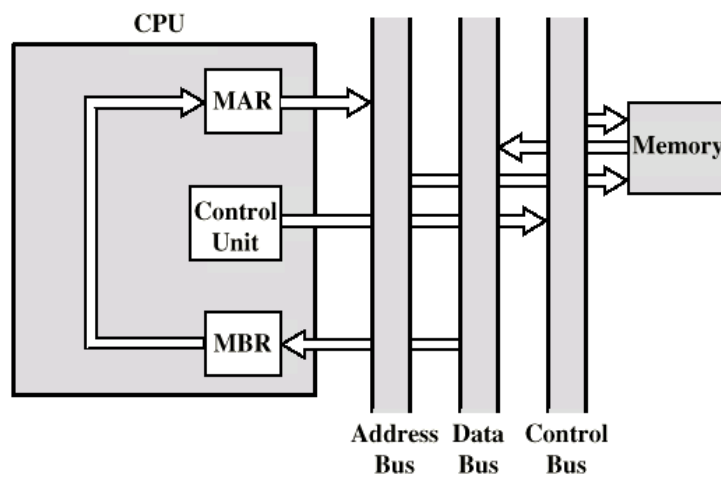 CPU
MAR
Memory
Control
Unit
MBR
Address
Bus
Data
Bus
Control
Bus